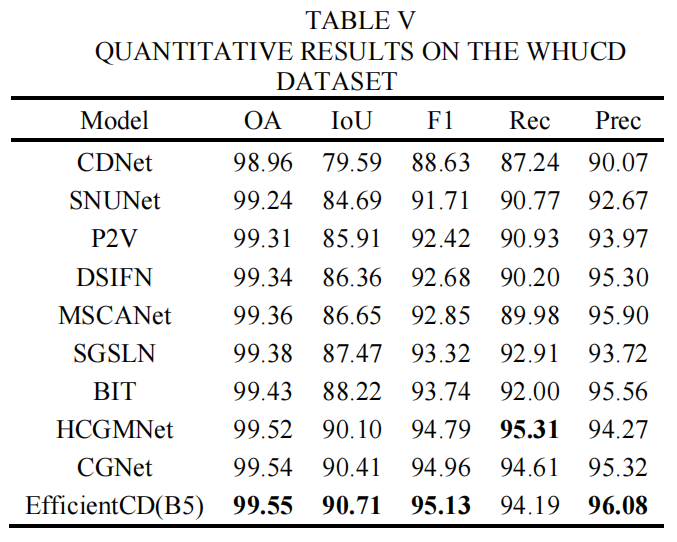 TABLE V
QUANTITATIVE RESULTS ON THE WHUCD
DATASET
Model OA IoU F1 Rec Prec
CDNet 98.96 79.59 88.63 87.24 90.07
SNUNet 99.24 84.69 91.71 90.77 92.67
P2V 99.31 85.91 92.42 90.93 93.97
DSIFN 99.34 86.36 92.68 90.20 95.30
MSCANet 99.36 86.65 92.85 89.98 95.90
SGSLN 99.38 87.47 93.32 92.91 93.72
BIT 99.43 88.22 93.74 92.00 95.56
HCGMNet 99.52 90.10 94.79 95.31 94.27
CGNet 99.54 90.41 94.96 94.61 95.32
EfficientCD(B5) 99.55 90.71 95.13 94.19 96.08